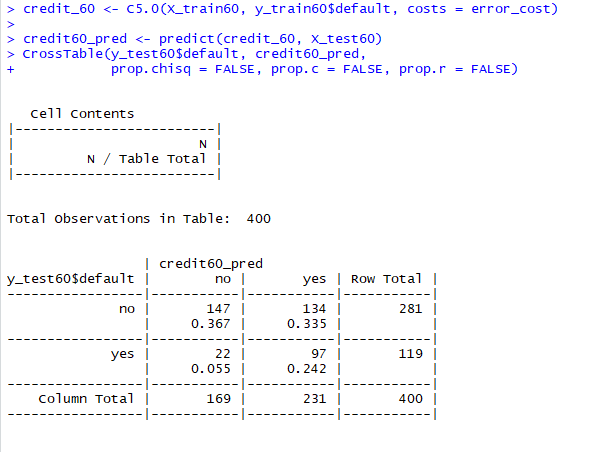 > credit_60 <- C5.0(X_train60, y_train60$default, costs = error_cost)
>
> credit60_pred <- predict(credit_60, X_test60)
> CrossTable(y_test60$default, credit60_pred,
+            prop.chisq = FALSE, prop.c = FALSE, prop.r = FALSE)
   Cell Contents
|-------------------------|
|                       N |
|         N / Table Total |
|-------------------------|
Total Observations in Table:  400
                 | credit60_pred
y_test60$default |        no |       yes | Row Total |
-----------------|-----------|-----------|-----------|
              no |       147 |       134 |       281 |
                 |     0.367 |     0.335 |           |
-----------------|-----------|-----------|-----------|
             yes |        22 |        97 |       119 |
                 |     0.055 |     0.242 |           |
-----------------|-----------|-----------|-----------|
    Column Total |       169 |       231 |       400 |
-----------------|-----------|-----------|-----------|